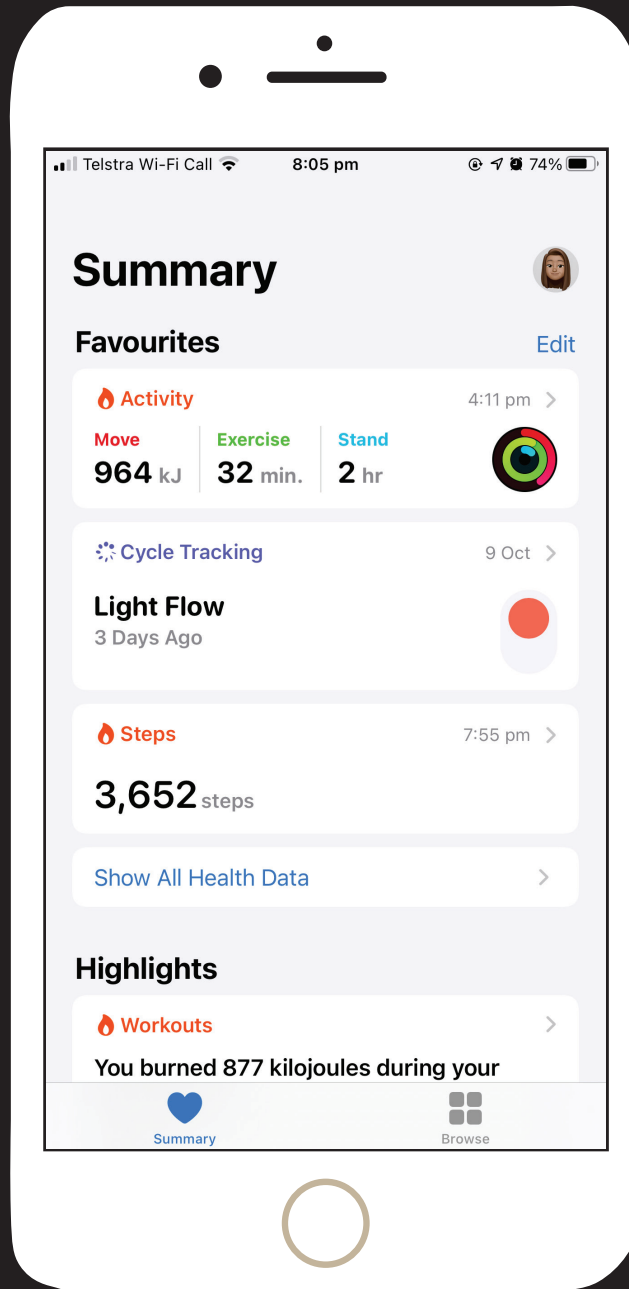 Telstra Wi-Fi Call 8:05 pm 74%
Summary
Favourites Edit
Activity 4:11 pm
Move Exercise Stand
964 kJ 32 min. 2 hr
Cycle Tracking 9 Oct
Light Flow
3 Days Ago
Steps 7:55 pm
3,652 steps
Show All Health Data
Highlights
Workouts
You burned 877 kilojoules during your
Summary Browse